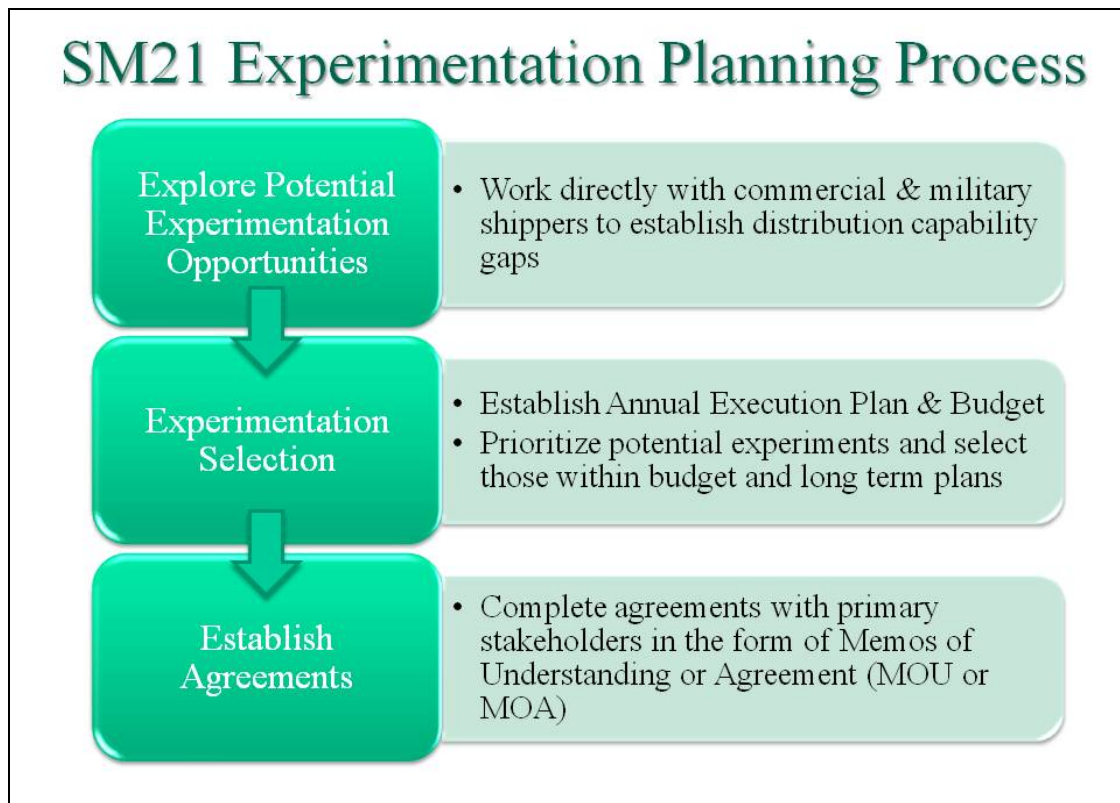 SM21 Experimentation Planning Process
Explore Potential
Experimentation
Opportunities
• Work directly with commercial & military
shippers to establish distribution capability
gaps
Experimentation
Selection
• Establish Annual Execution Plan & Budget
• Prioritize potential experiments and select
those within budget and long term plans
Establish
Agreements
• Complete agreements with primary
stakeholders in the form of Memos of
Understanding or Agreement (MOU or
MOA)